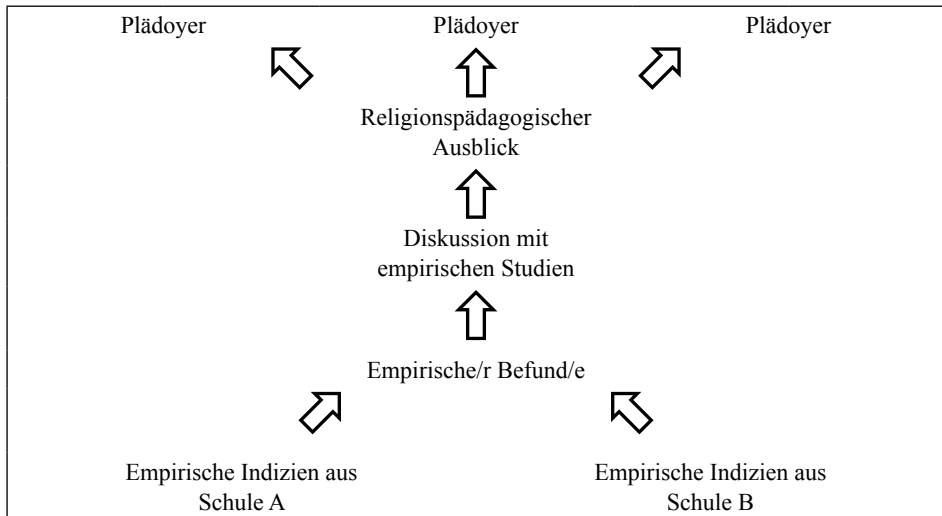 Plädoyer
Plädoyer
Plädoyer
Religionspädagogischer
Ausblick
Diskussion mit
empirischen Studien
Empirische/r Befund/e
Empirische Indizien aus
Schule A
Empirische Indizien aus
Schule B